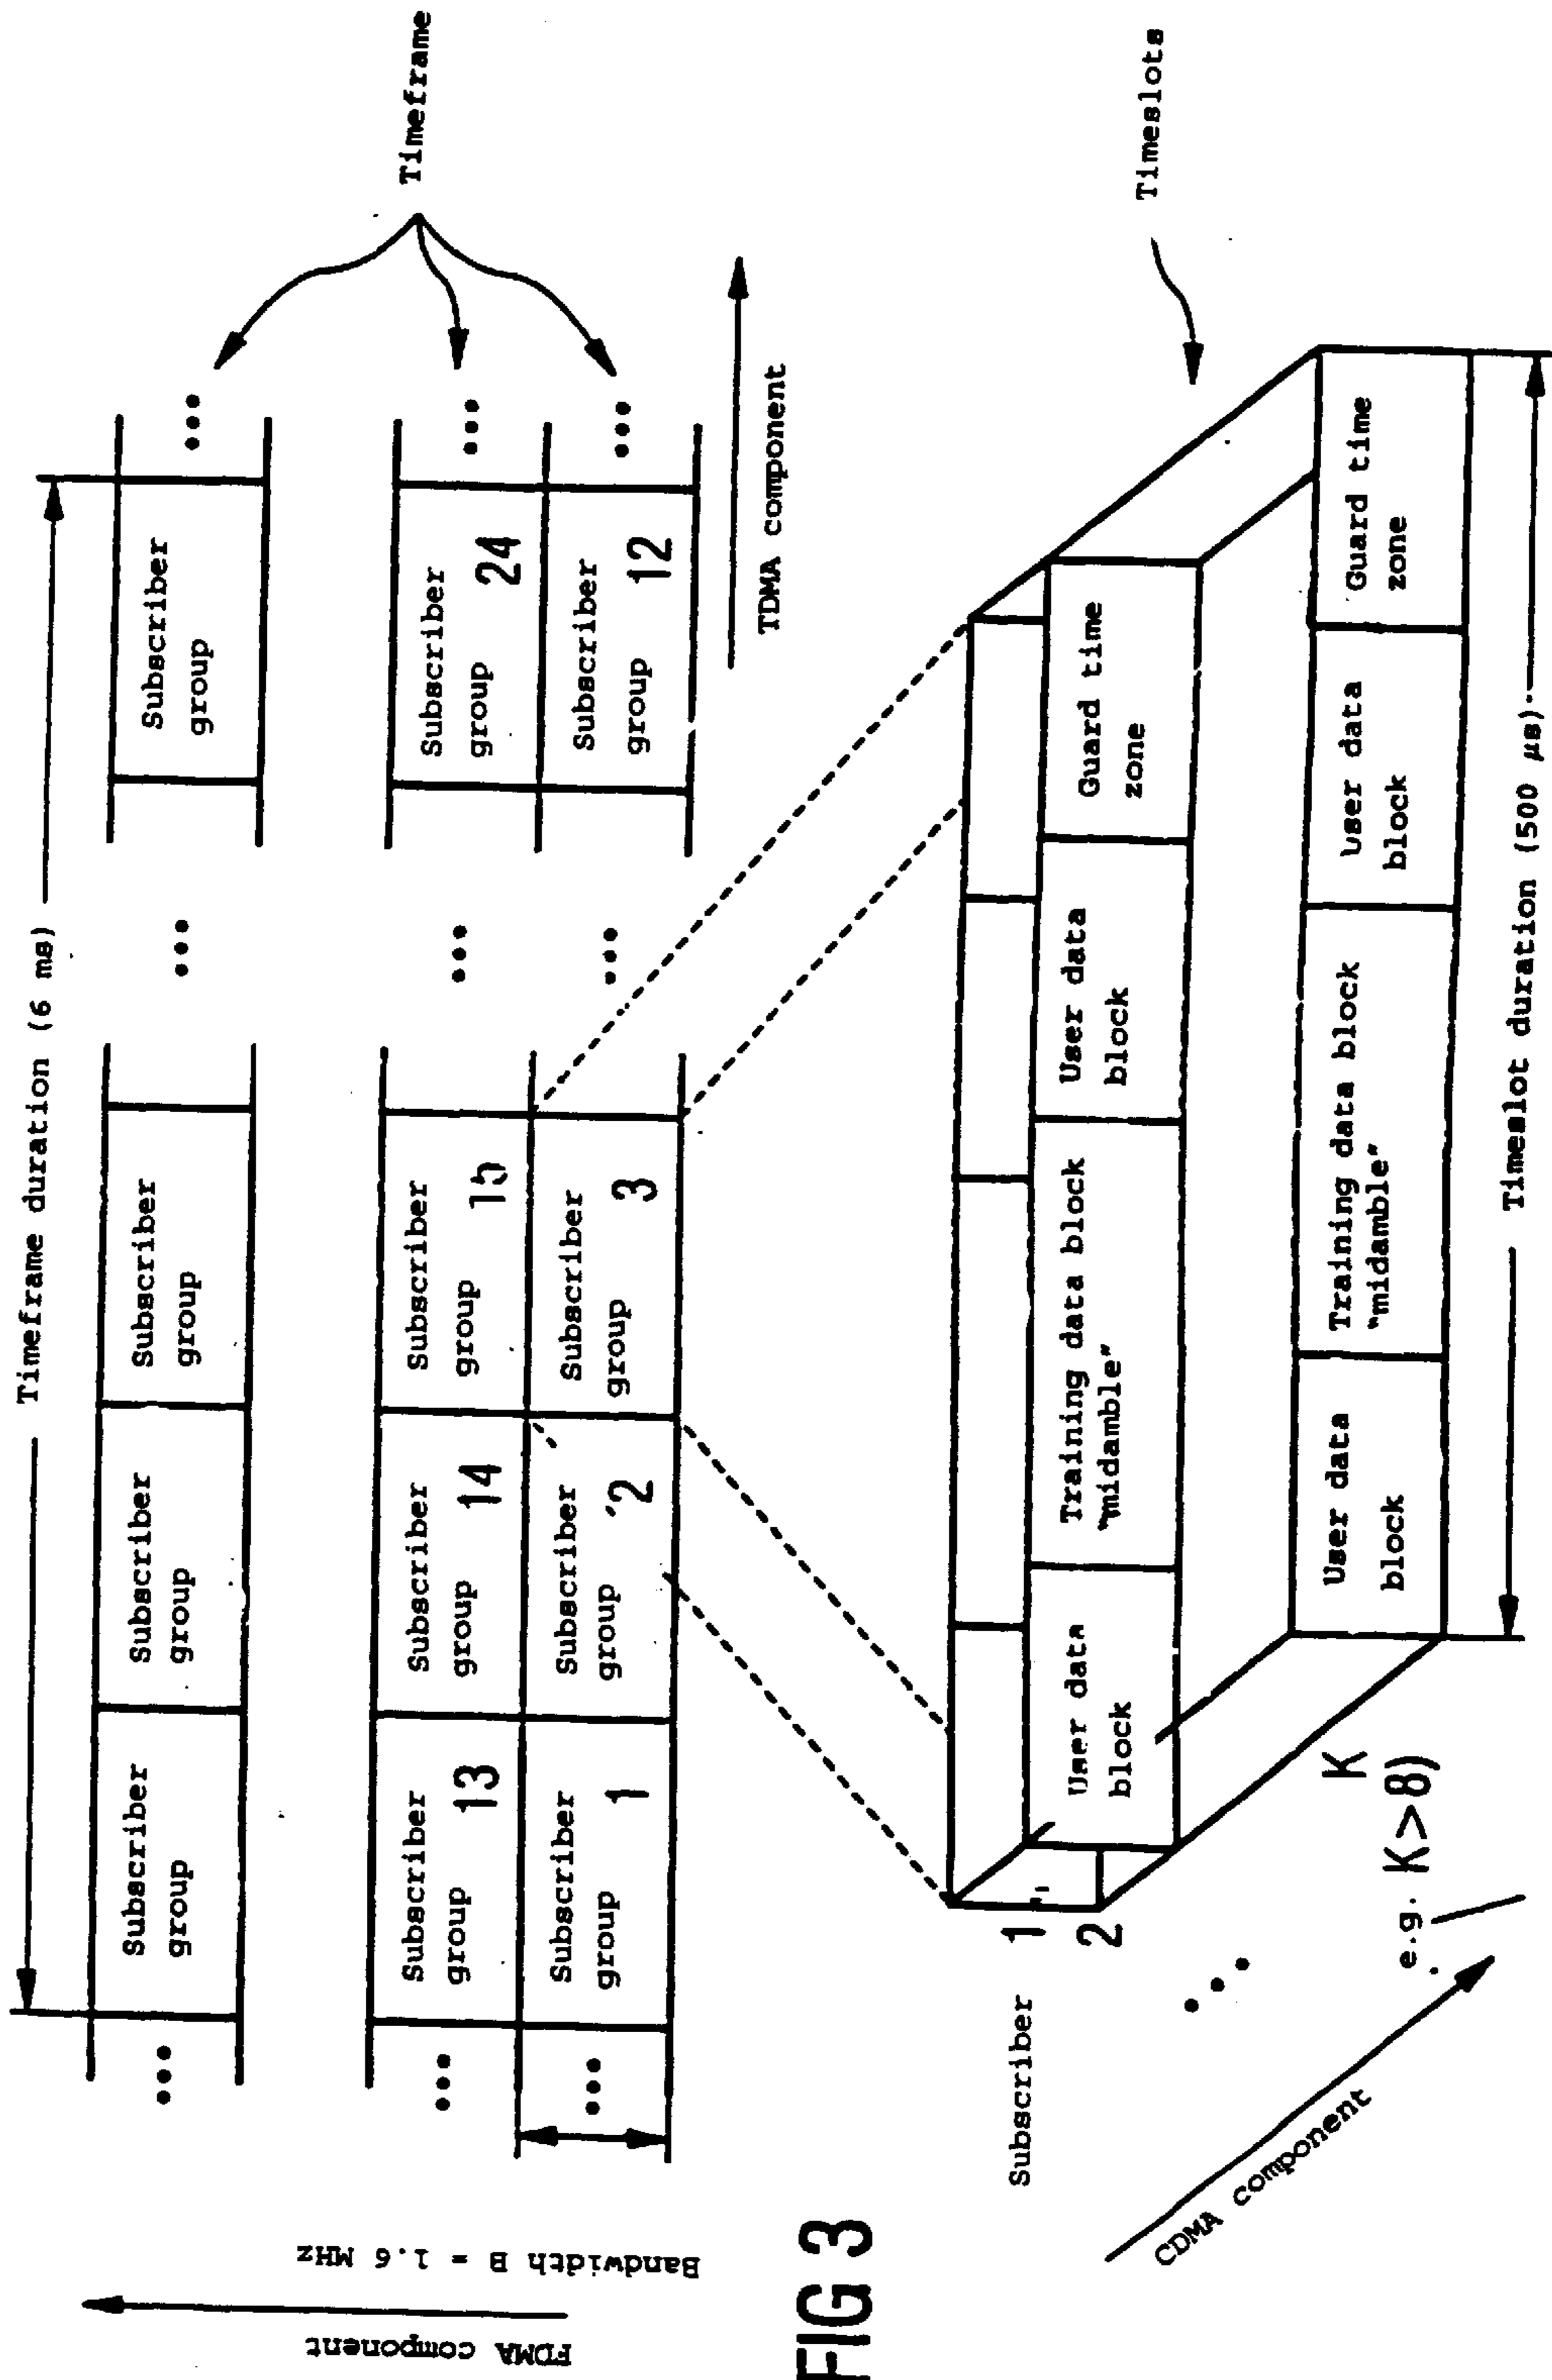 Timeframe duration (6 ms)
Subscriber
group
Subscriber
group
Subscriber
group
...
Subscriber
group
...
...
Timeframe
...
Subscriber
group 13
Subscriber
group 14
Subscriber
group 15
...
Subscriber
group 24
...
...
Subscriber
group 1
Subscriber
group 2
Subscriber
group 3
...
Subscriber
group 12
...
FDMA component
Bandwidth B = 1.6 MHz
TDMA component
FIG 3
Subscriber
1
2
...
K
e.g. K>8)
CDMA component
Timeslots
User data
block
Training data block
"midamble"
User data
block
Guard time
zone
User data
block
Training data block
"midamble"
User data
block
Guard time
zone
Timeslot duration (500 µs)